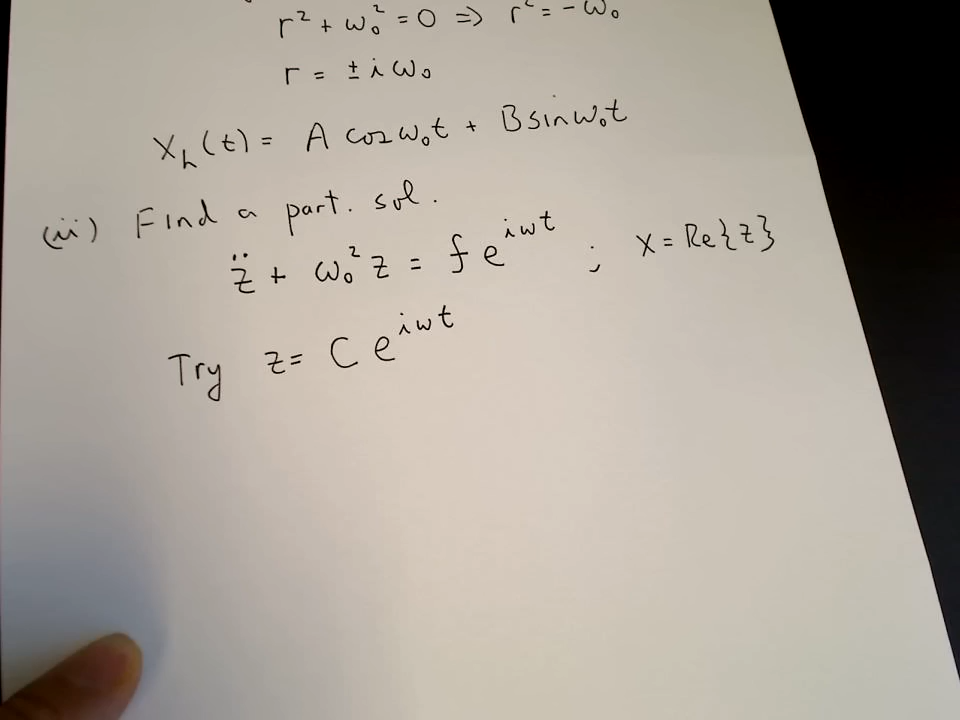 r² + ω₀² = 0 ⇒ r² = - ω₀
r = ± i ω₀
x_h(t) = A cos ω₀t + B sin ω₀t
(ii) Find a part. sol.
z̈ + ω₀² z = f e^{iωt} ; x = Re{z}
Try z = C e^{iωt}